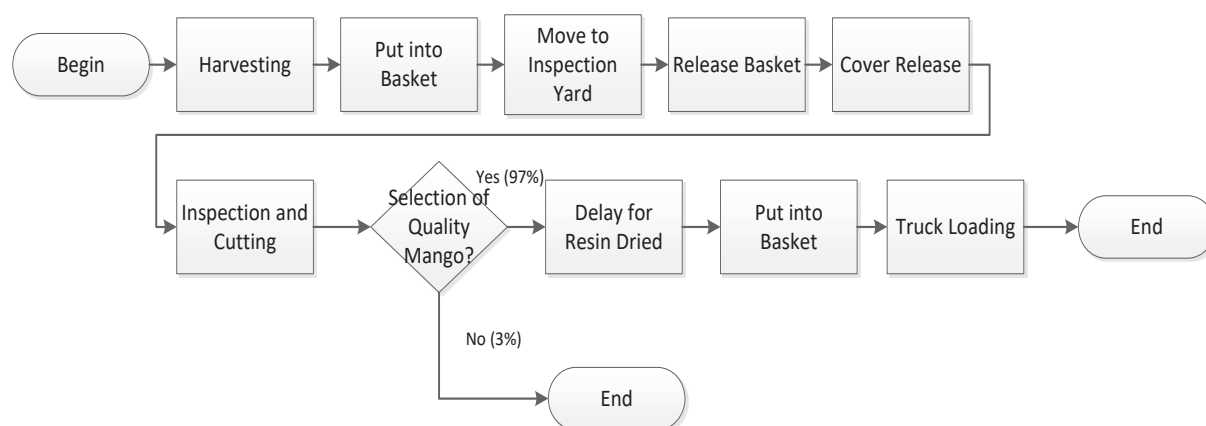 Begin
Harvesting
Put into
Basket
Move to
Inspection
Yard
Release Basket
Cover Release
Inspection and
Cutting
Selection of
Quality
Mango?
Yes (97%)
Delay for
Resin Dried
Put into
Basket
Truck Loading
End
No (3%)
End